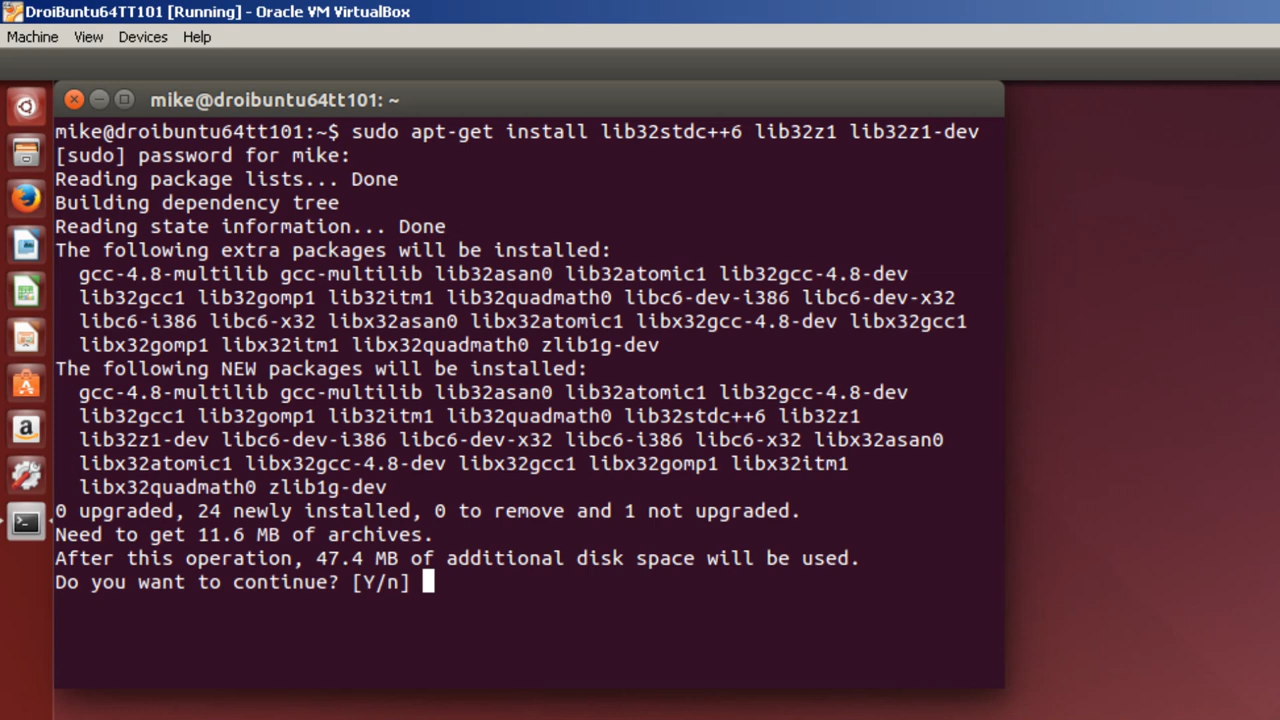 DroiBuntu64TT101 [Running] - Oracle VM VirtualBox
Machine View Devices Help
mike@droibuntu64tt101: ~
mike@droibuntu64tt101:~$ sudo apt-get install lib32stdc++6 lib32z1 lib32z1-dev
[sudo] password for mike:
Reading package lists... Done
Building dependency tree
Reading state information... Done
The following extra packages will be installed:
gcc-4.8-multilib gcc-multilib lib32asan0 lib32atomic1 lib32gcc-4.8-dev
lib32gcc1 lib32gomp1 lib32itm1 lib32quadmath0 libc6-dev-i386 libc6-dev-x32
libc6-i386 libc6-x32 libx32asan0 libx32atomic1 libx32gcc-4.8-dev libx32gcc1
libx32gomp1 libx32itm1 libx32quadmath0 zlib1g-dev
The following NEW packages will be installed:
gcc-4.8-multilib gcc-multilib lib32asan0 lib32atomic1 lib32gcc-4.8-dev
lib32gcc1 lib32gomp1 lib32itm1 lib32quadmath0 lib32stdc++6 lib32z1
lib32z1-dev libc6-dev-i386 libc6-dev-x32 libc6-i386 libc6-x32 libx32asan0
libx32atomic1 libx32gcc-4.8-dev libx32gcc1 libx32gomp1 libx32itm1
libx32quadmath0 zlib1g-dev
0 upgraded, 24 newly installed, 0 to remove and 1 not upgraded.
Need to get 11.6 MB of archives.
After this operation, 47.4 MB of additional disk space will be used.
Do you want to continue? [Y/n]
a